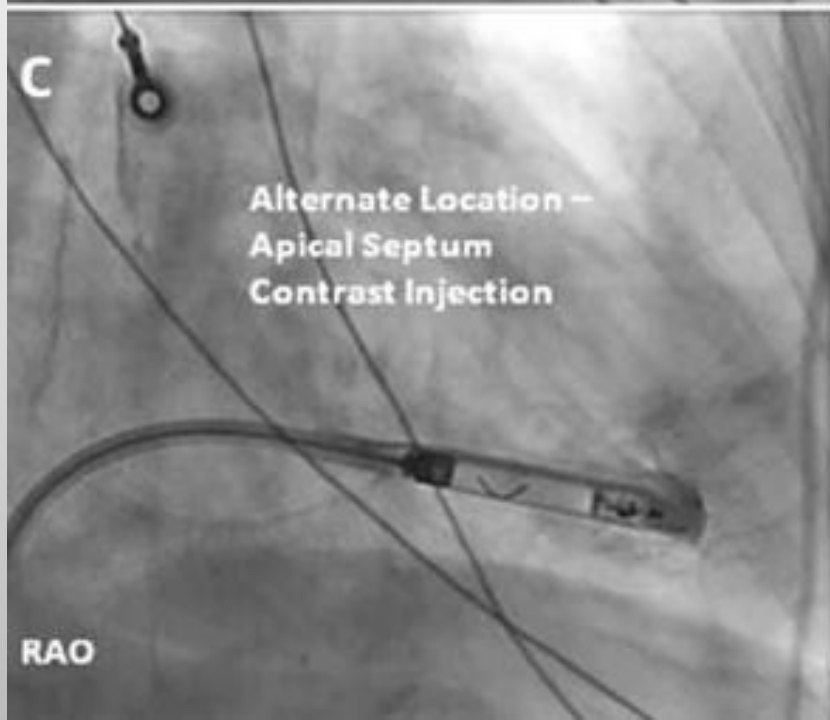 C
Alternate Location –
Apical Septum
Contrast Injection
RAO